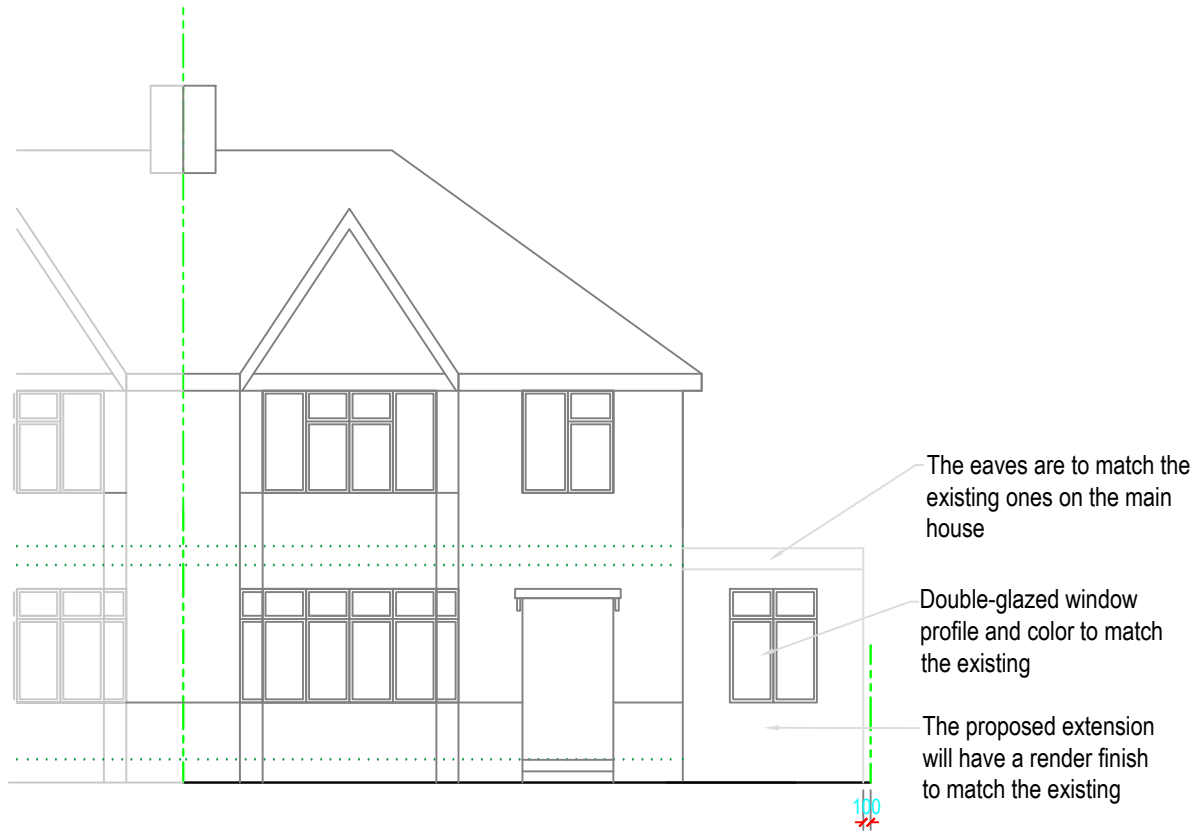 The eaves are to match the
existing ones on the main
house
Double-glazed window
profile and color to match
the existing
The proposed extension
will have a render finish
to match the existing
100